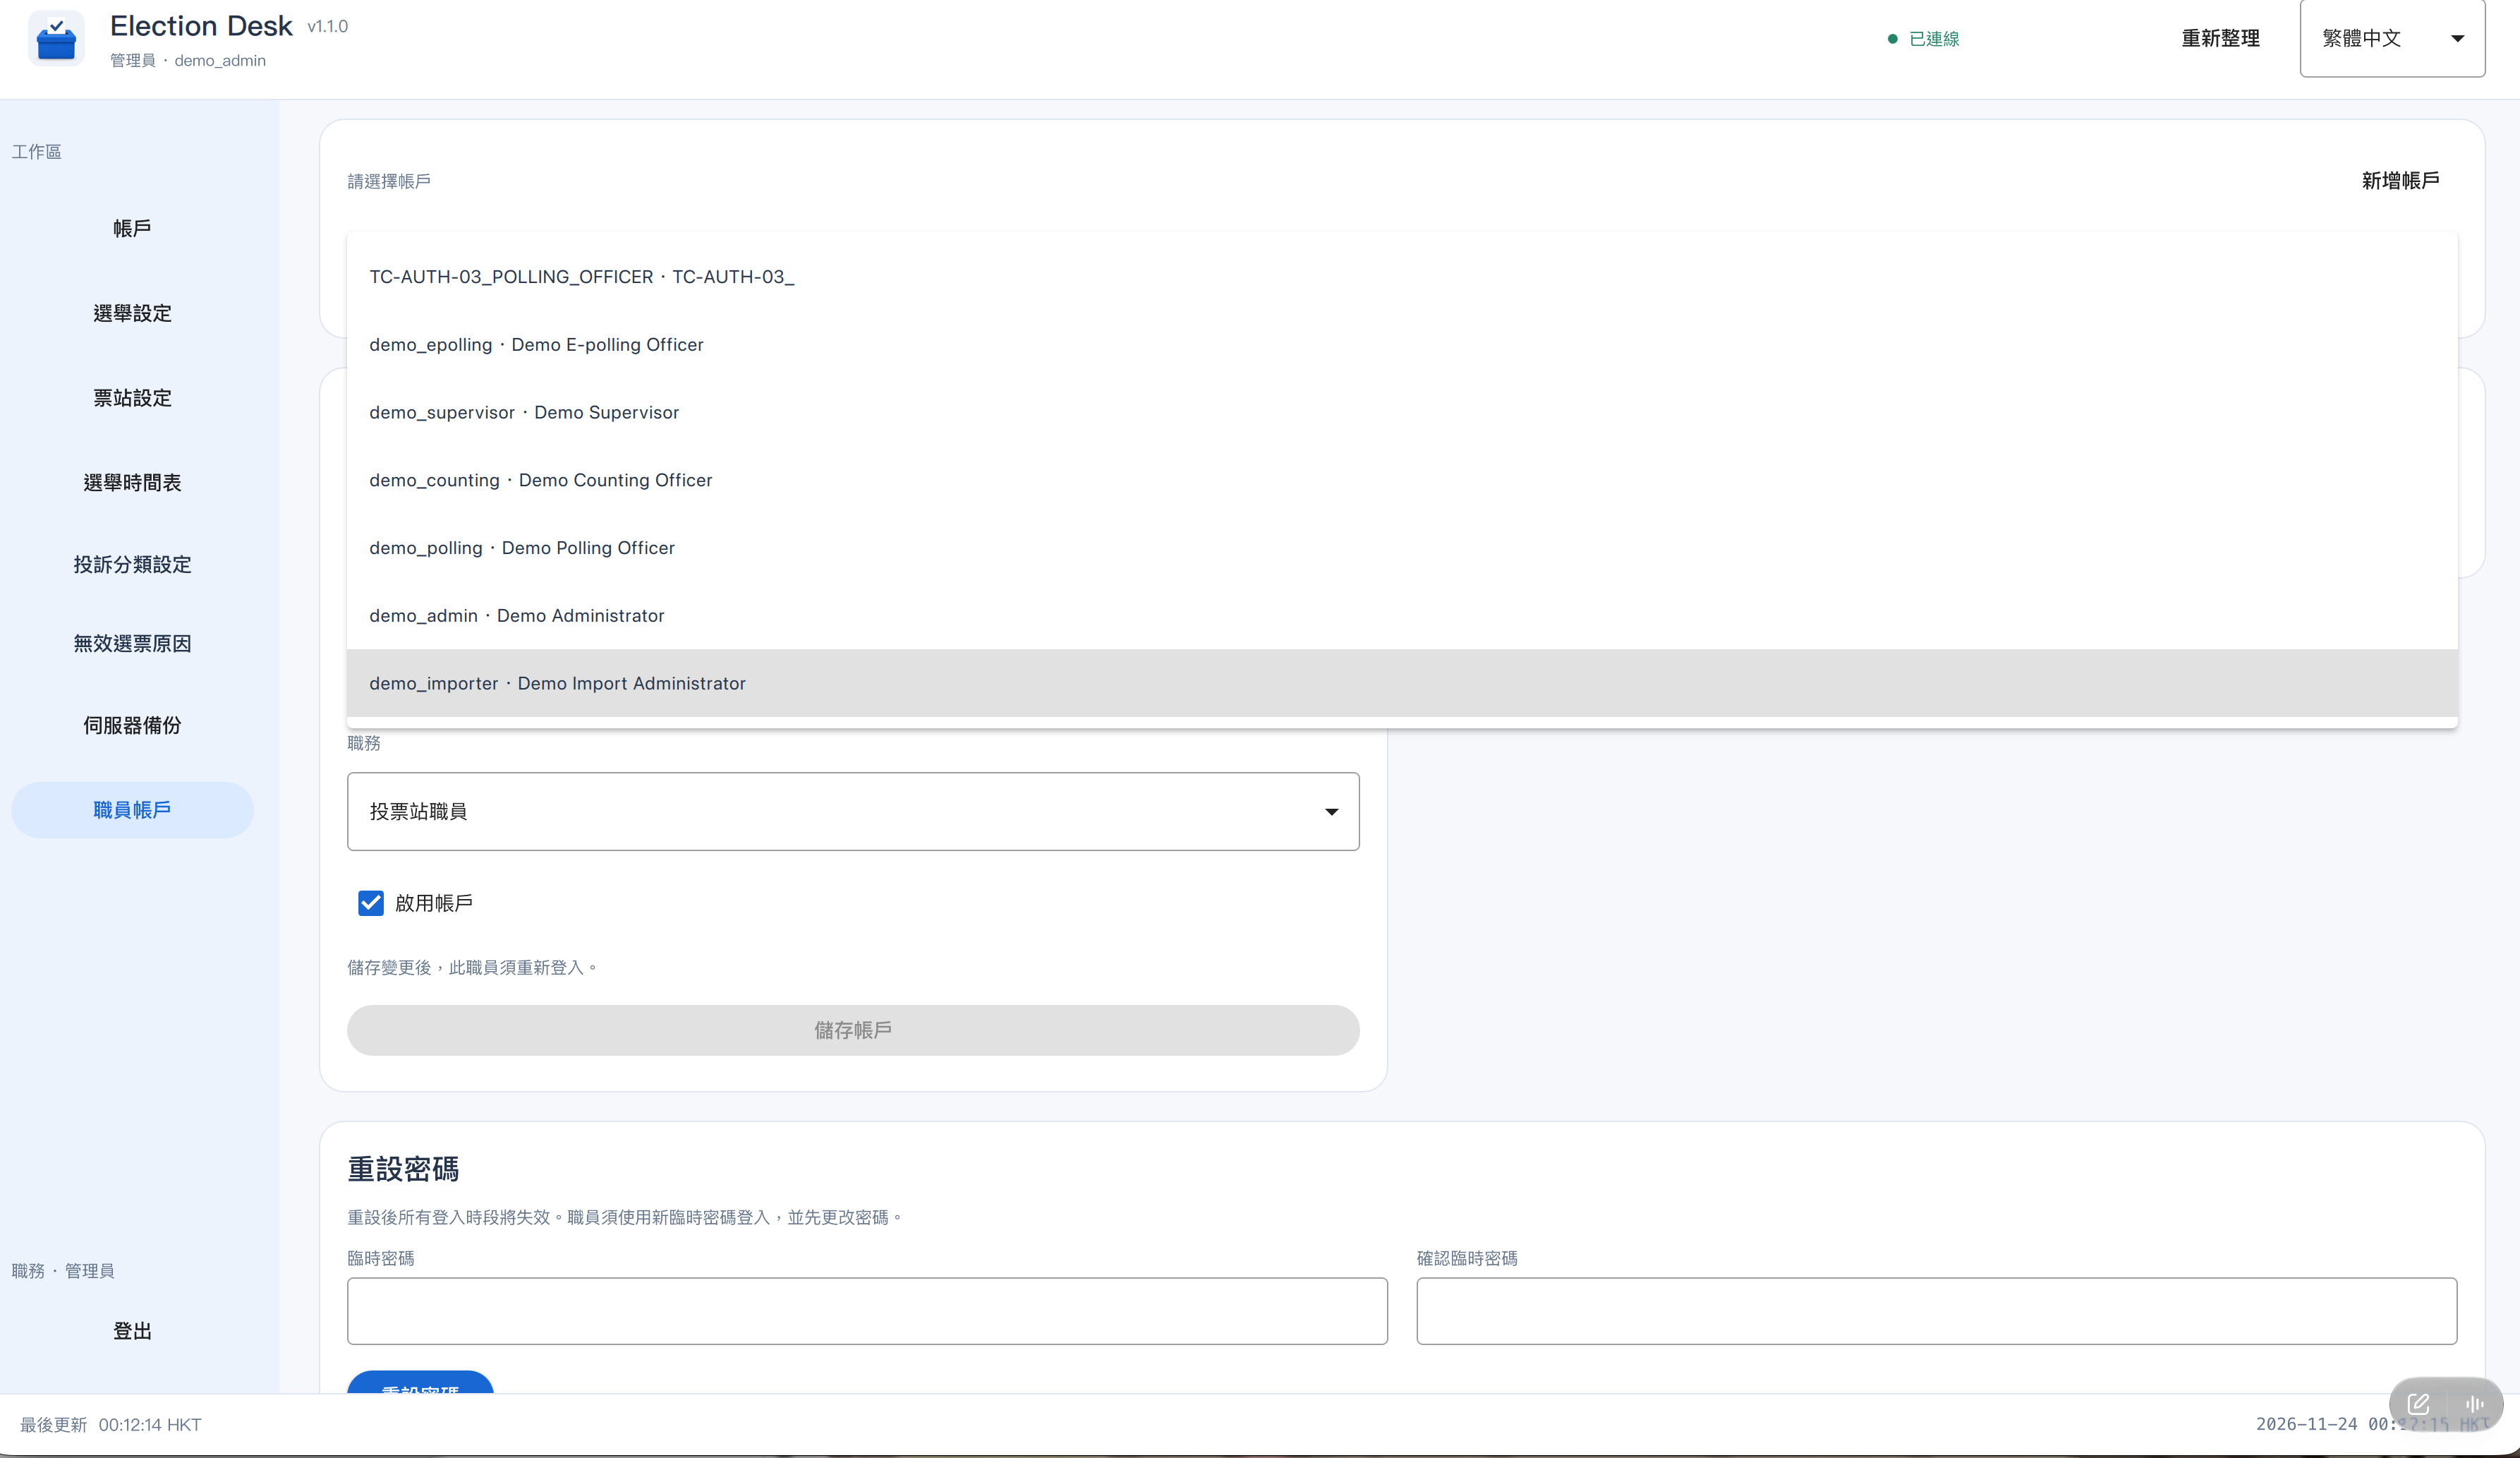 Election Desk v1.1.0
管理員 · demo_admin
已連線
重新整理
繁體中文
工作區
帳戶
選舉設定
票站設定
選舉時間表
投訴分類設定
無效選票原因
伺服器備份
職員帳戶
職務 · 管理員
登出
請選擇帳戶
新增帳戶
TC-AUTH-03_POLLING_OFFICER · TC-AUTH-03_
demo_epolling · Demo E-polling Officer
demo_supervisor · Demo Supervisor
demo_counting · Demo Counting Officer
demo_polling · Demo Polling Officer
demo_admin · Demo Administrator
demo_importer · Demo Import Administrator
職務
投票站職員
啟用帳戶
儲存變更後，此職員須重新登入。
儲存帳戶
重設密碼
重設後所有登入時段將失效。職員須使用新臨時密碼登入，並先更改密碼。
臨時密碼
確認臨時密碼
重設密碼
最後更新 00:12:14 HKT
2026-11-24 HKT